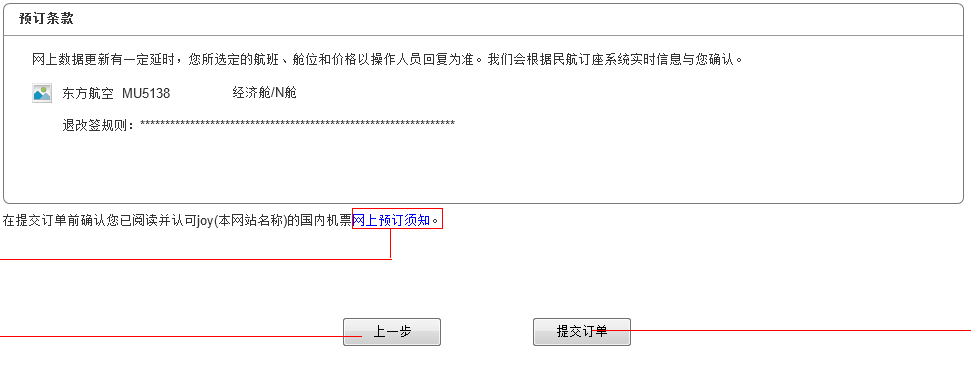 预订条款
网上数据更新有一定延时，您所选定的航班、舱位和价格以操作人员回复为准。我们会根据民航订座系统实时信息与您确认。
东方航空 MU5138 经济舱/N舱
退改签规则：***************************************************************
在提交订单前确认您已阅读并认可joy(本网站名称)的国内机票网上预订须知。
上一步 提交订单